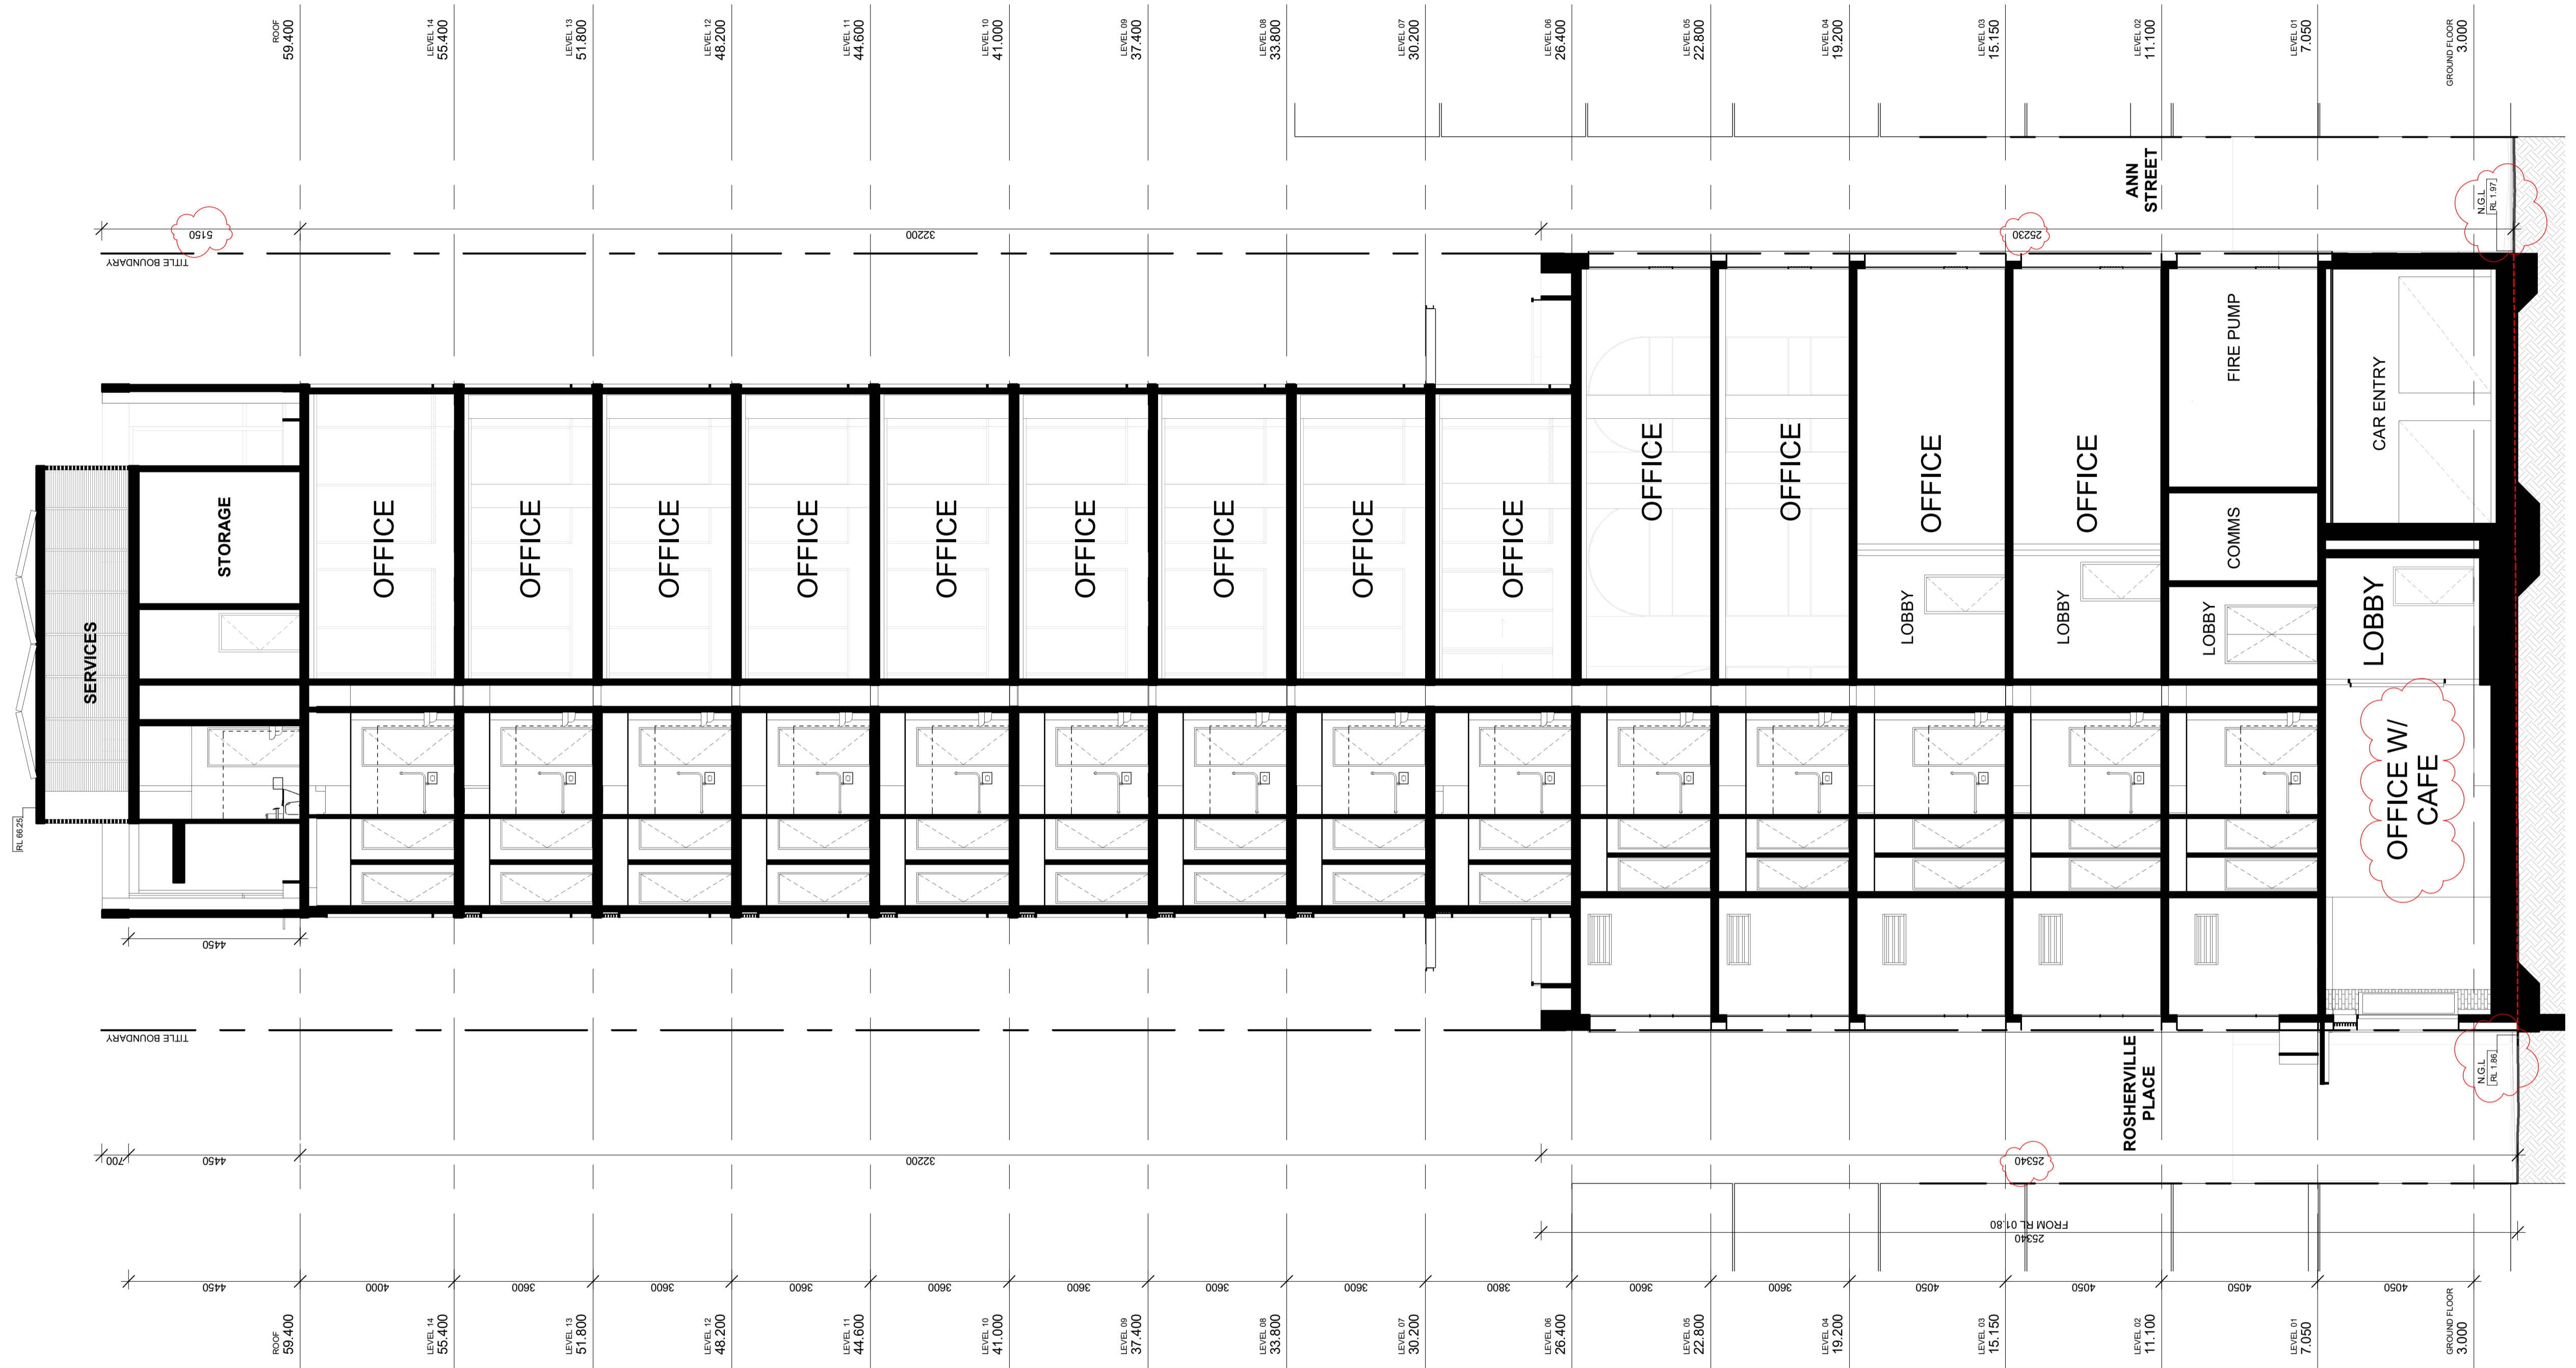 RL 66.25
SERVICES
STORAGE
TITLE BOUNDARY
TITLE BOUNDARY
700
4450
4450
4450
5150
32200
32200
25340
25230
25340
FROM RL 01.80
ROOF
59.400
4000
OFFICE
LEVEL 14
55.400
3600
OFFICE
LEVEL 13
51.800
3600
OFFICE
LEVEL 12
48.200
3600
OFFICE
LEVEL 11
44.600
3600
OFFICE
LEVEL 10
41.000
3600
OFFICE
LEVEL 09
37.400
3600
OFFICE
LEVEL 08
33.800
3600
OFFICE
LEVEL 07
30.200
3800
OFFICE
LEVEL 06
26.400
3600
OFFICE
LEVEL 05
22.800
3600
OFFICE
LEVEL 04
19.200
4050
LOBBY
OFFICE
LEVEL 03
15.150
4050
LOBBY
OFFICE
LEVEL 02
11.100
4050
LOBBY
COMMS
FIRE PUMP
LEVEL 01
7.050
4050
OFFICE W/
CAFE
LOBBY
CAR ENTRY
GROUND FLOOR
3.000
ROSHERVILLE
PLACE
N.G.L
RL 1.86
ANN
STREET
N.G.L
RL 1.97
ROOF
59.400
LEVEL 14
55.400
LEVEL 13
51.800
LEVEL 12
48.200
LEVEL 11
44.600
LEVEL 10
41.000
LEVEL 09
37.400
LEVEL 08
33.800
LEVEL 07
30.200
LEVEL 06
26.400
LEVEL 05
22.800
LEVEL 04
19.200
LEVEL 03
15.150
LEVEL 02
11.100
LEVEL 01
7.050
GROUND FLOOR
3.000